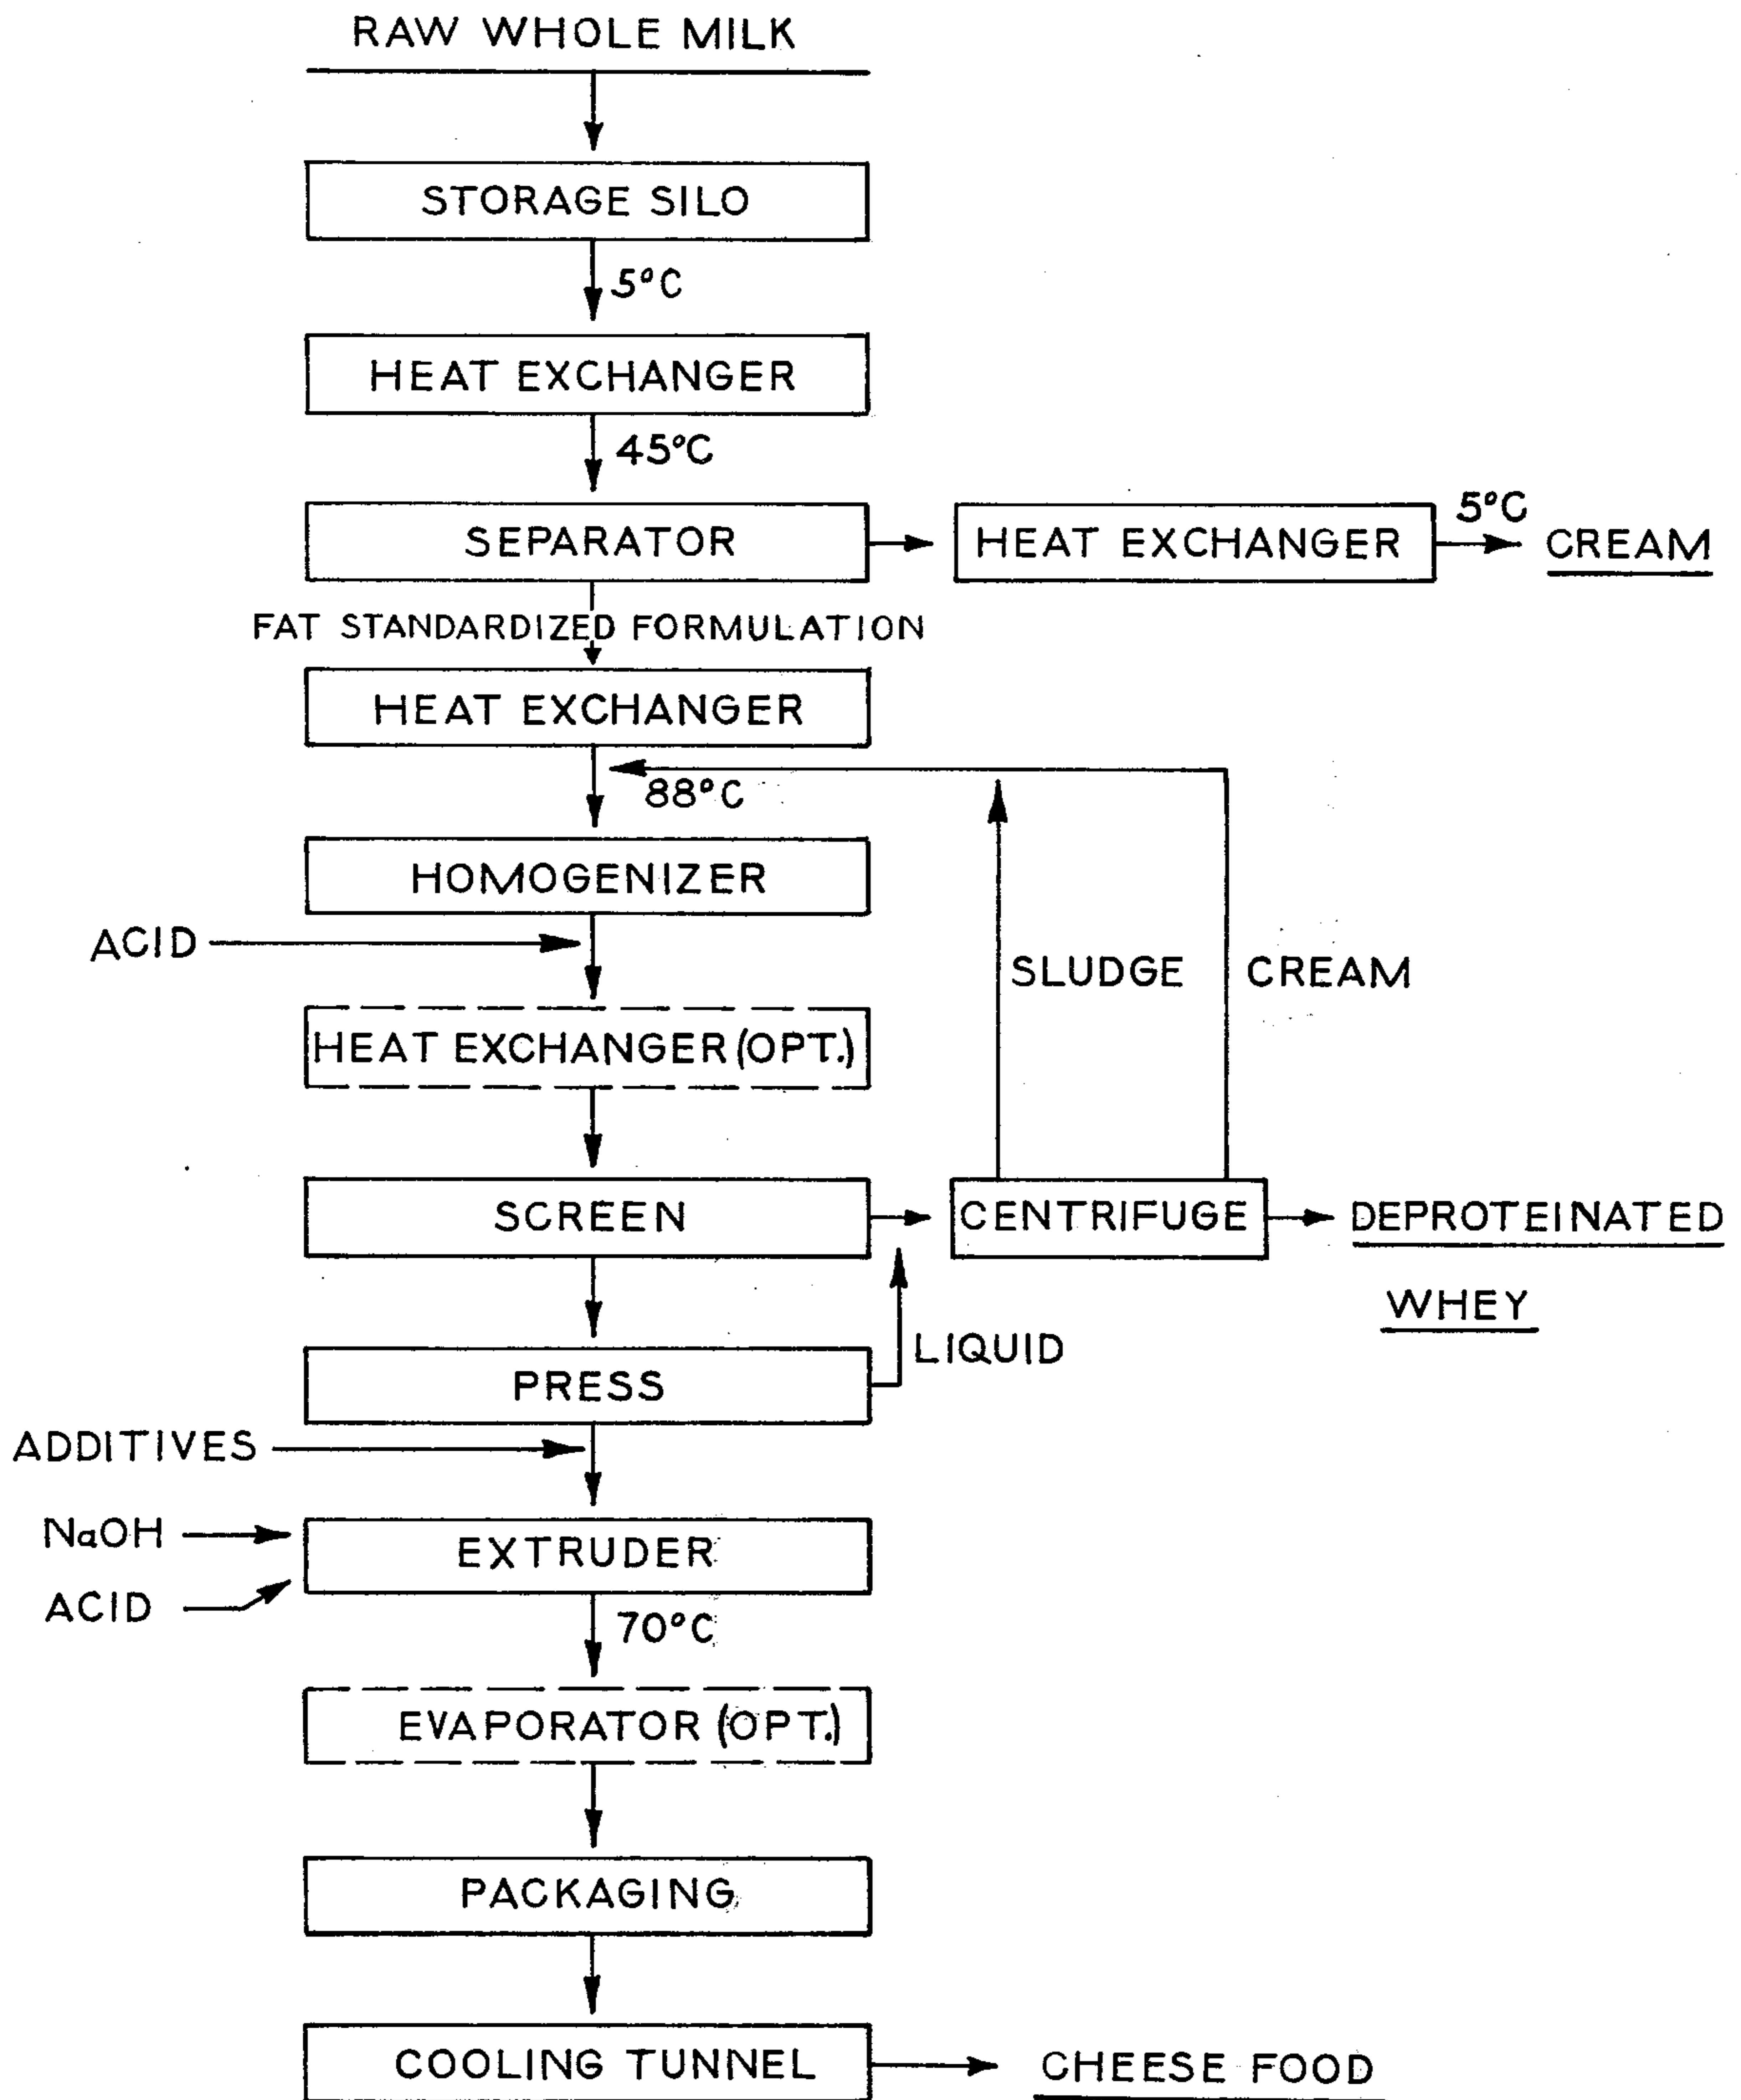 RAW WHOLE MILK
STORAGE SILO
5°C
HEAT EXCHANGER
45°C
SEPARATOR
HEAT EXCHANGER
5°C
CREAM
FAT STANDARDIZED FORMULATION
HEAT EXCHANGER
88°C
HOMOGENIZER
ACID
SLUDGE
CREAM
HEAT EXCHANGER (OPT.)
SCREEN
CENTRIFUGE
DEPROTEINATED
WHEY
LIQUID
PRESS
ADDITIVES
NaOH
EXTRUDER
ACID
70°C
EVAPORATOR (OPT.)
PACKAGING
COOLING TUNNEL
CHEESE FOOD